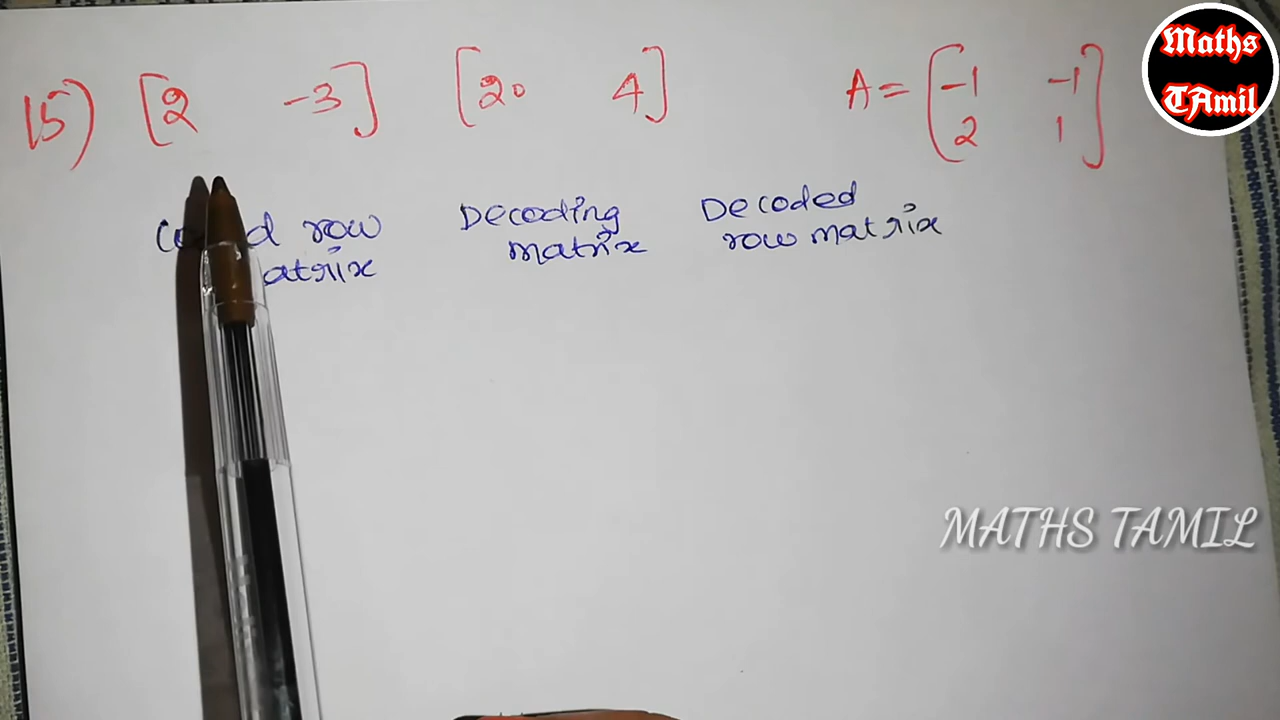 15) [2 -3] [20 4] A = [-1 -1
2 1]
row Decoding Decoded
matrix row matrix
Maths
TAmil
MATHS TAMIL